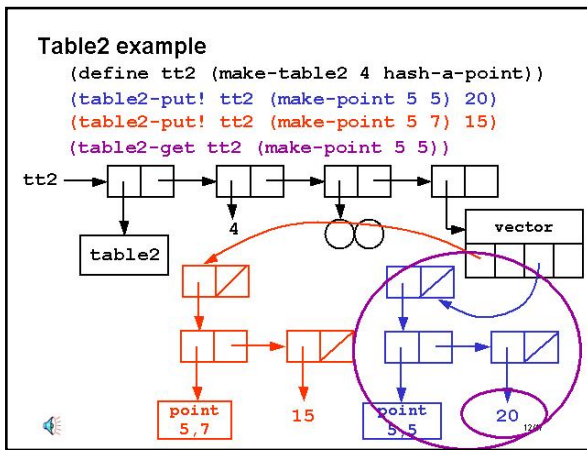 Table2 example
(define tt2 (make-table2 4 hash-a-point))
(table2-put! tt2 (make-point 5 5) 20)
(table2-put! tt2 (make-point 5 7) 15)
(table2-get tt2 (make-point 5 5))
tt2
4
vector
table2
point
5,7
15
point
5,5
20